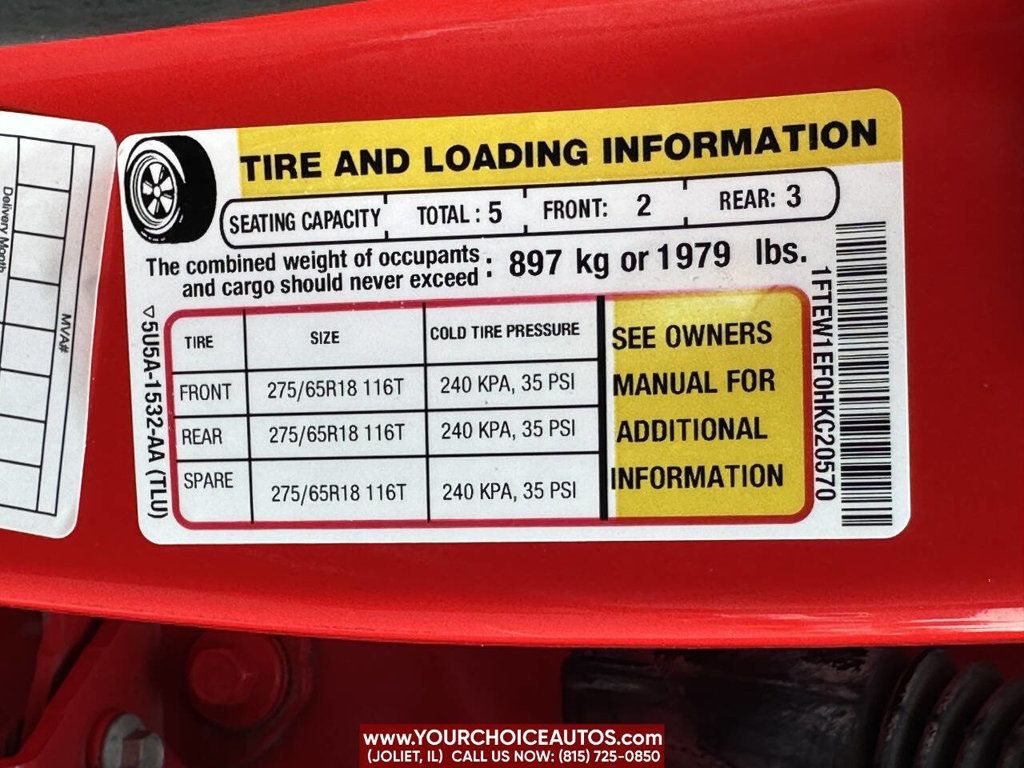 TIRE AND LOADING INFORMATION
SEATING CAPACITY TOTAL : 5 FRONT: 2 REAR: 3
The combined weight of occupants
and cargo should never exceed : 897 kg or 1979 lbs.
TIRE SIZE COLD TIRE PRESSURE
FRONT 275/65R18 116T 240 KPA, 35 PSI
REAR 275/65R18 116T 240 KPA, 35 PSI
SPARE 275/65R18 116T 240 KPA, 35 PSI
SEE OWNERS
MANUAL FOR
ADDITIONAL
INFORMATION
▽5U5A-1532-AA (TLU)
1FTEW1EF0HKC20570
Delivery Month
MVA#
www.YOURCHOICEAUTOS.com
(JOLIET, IL) CALL US NOW: (815) 725-0850